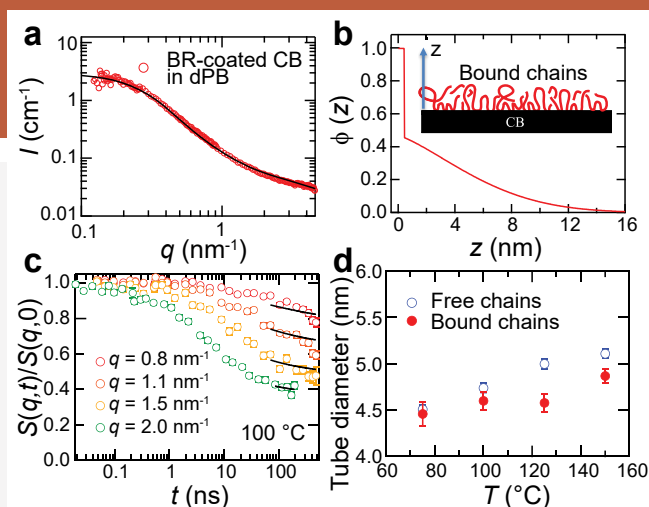 a
10
1
0.1
0.01
I (cm⁻¹)
BR-coated CB
in dPB
0.1
1
q (nm⁻¹)
b
1.0
0.8
0.6
0.4
0.2
0.0
ϕ (z)
z
Bound chains
CB
0
4
8
12
16
z (nm)
c
1.0
0.8
0.6
0.4
0.2
0.0
S(q,t)/S(q,0)
q = 0.8 nm⁻¹
q = 1.1 nm⁻¹
q = 1.5 nm⁻¹
q = 2.0 nm⁻¹
100 °C
0.1
1
10
100
t (ns)
d
6.0
5.5
5.0
4.5
4.0
Tube diameter (nm)
Free chains
Bound chains
60
80
100
120
140
160
T (°C)